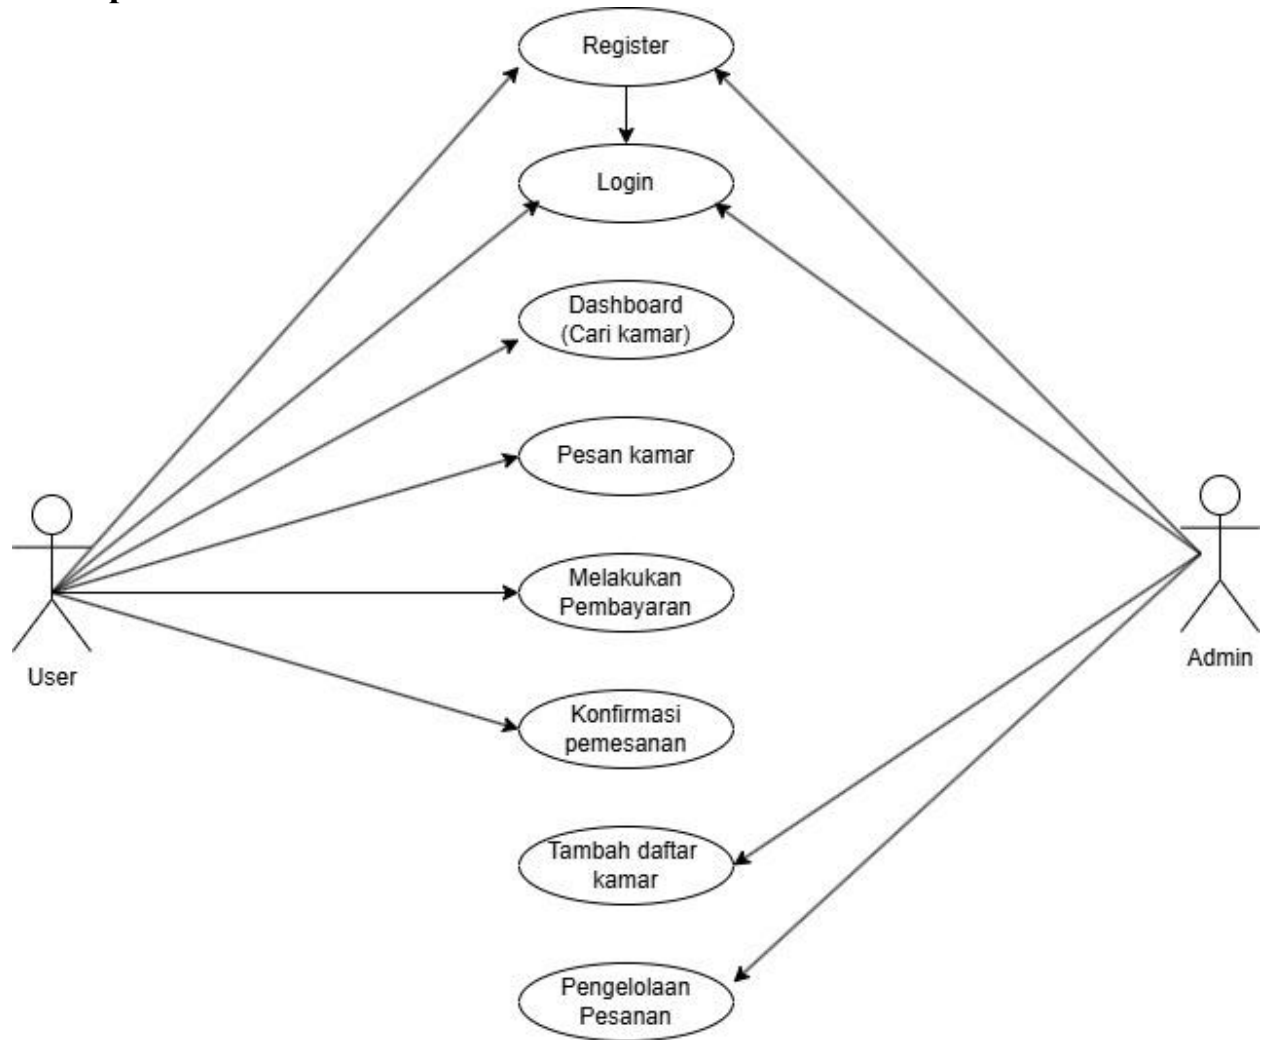 Register
Login
Dashboard
(Cari kamar)
Pesan kamar
Melakukan
Pembayaran
User
Admin
Konfirmasi
pemesanan
Tambah daftar
kamar
Pengelolaan
Pesanan